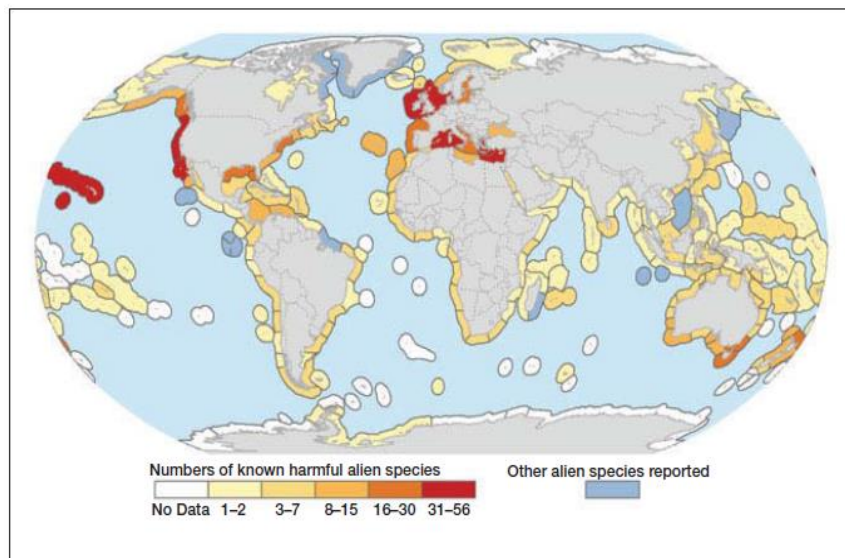 Numbers of known harmful alien species
Other alien species reported
No Data 1–2 3–7 8–15 16–30 31–56